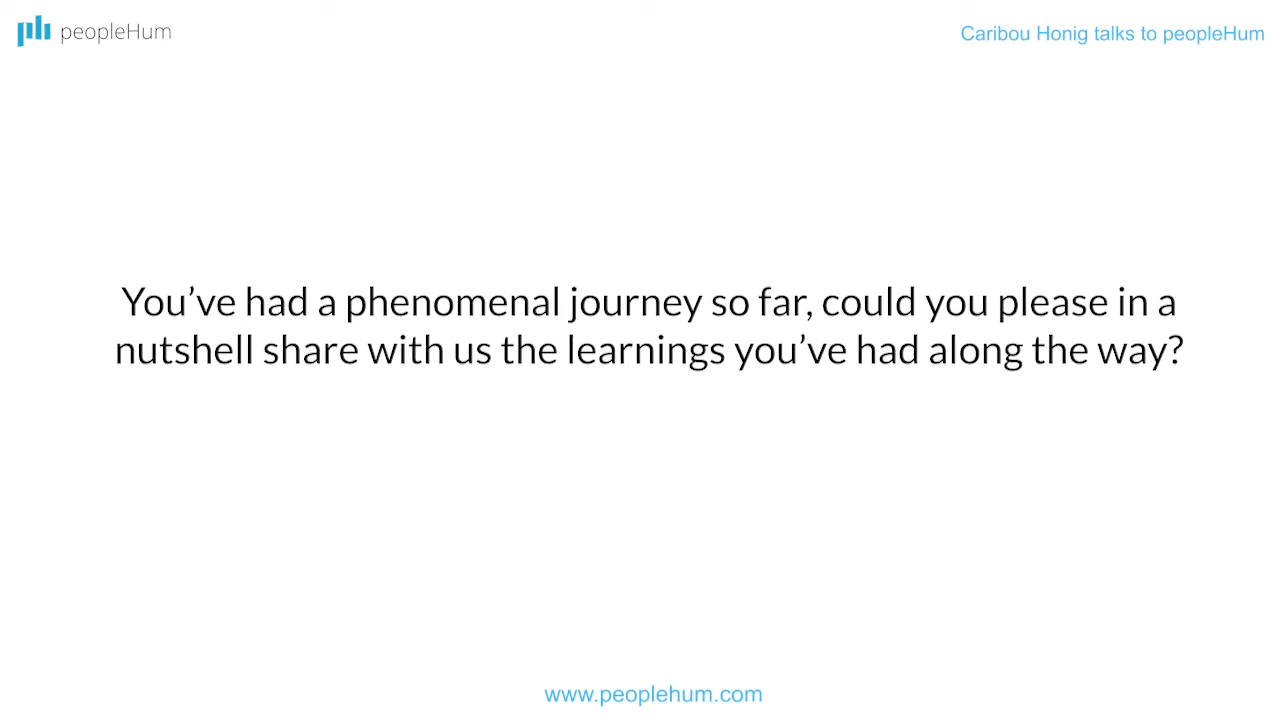 peopleHum
Caribou Honig talks to peopleHum
You’ve had a phenomenal journey so far, could you please in a
nutshell share with us the learnings you’ve had along the way?
www.peoplehum.com